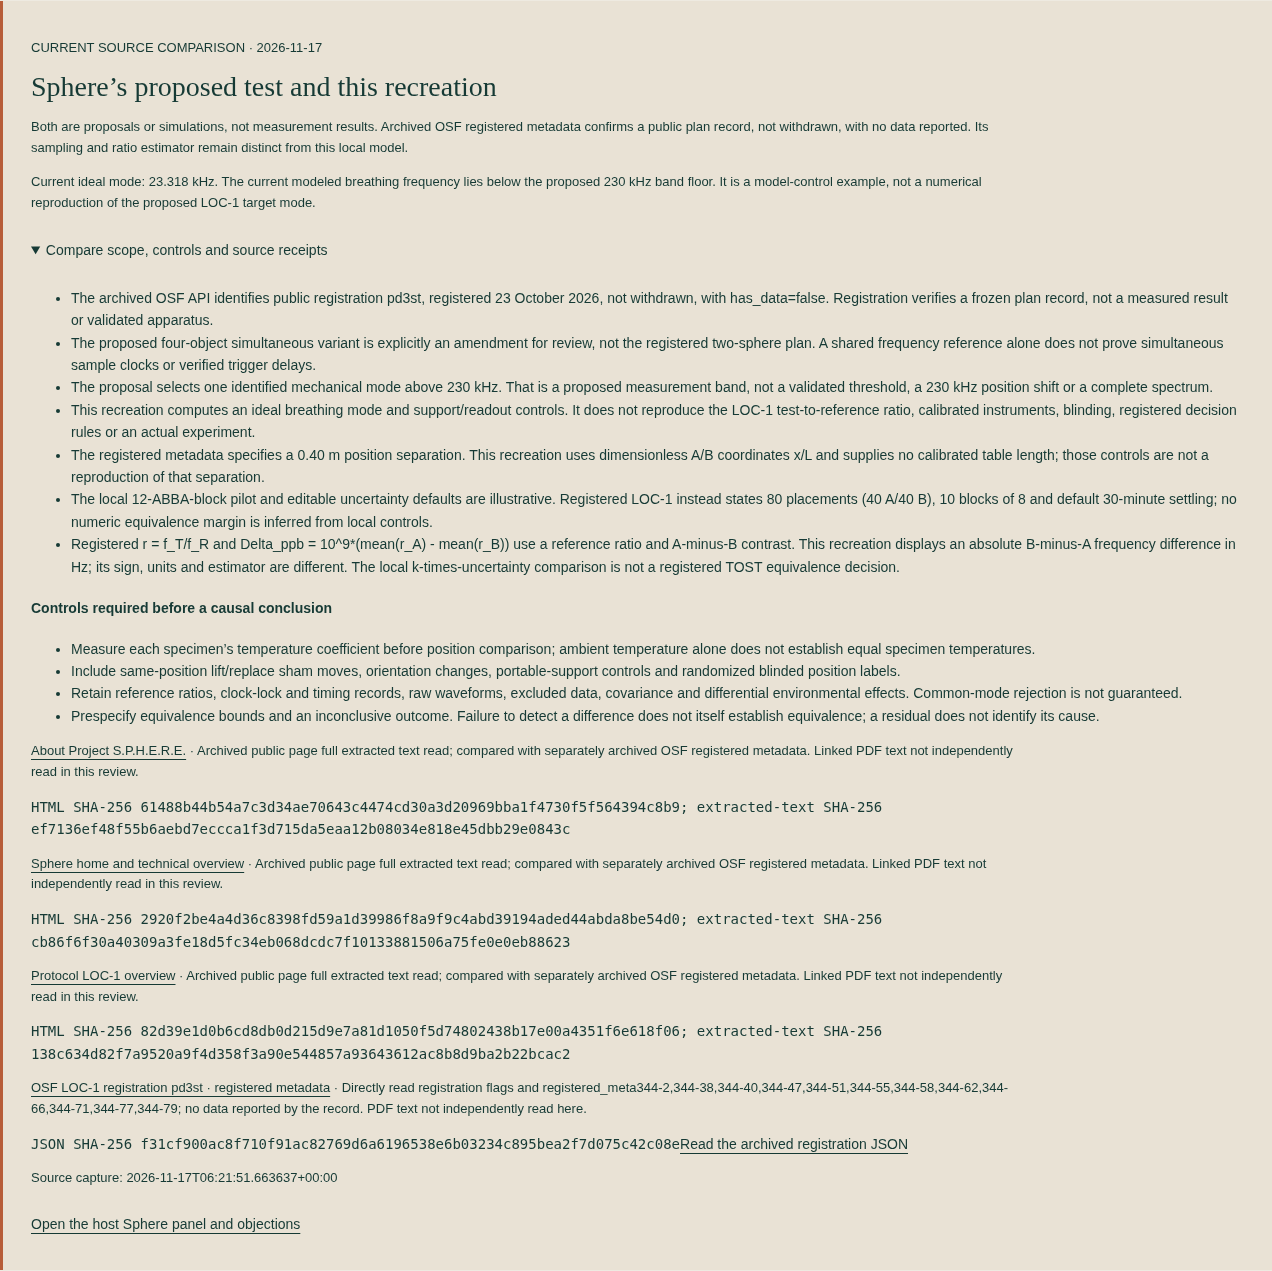 CURRENT SOURCE COMPARISON · 2026-11-17
Sphere’s proposed test and this recreation
Both are proposals or simulations, not measurement results. Archived OSF registered metadata confirms a public plan record, not withdrawn, with no data reported. Its
sampling and ratio estimator remain distinct from this local model.
Current ideal mode: 23.318 kHz. The current modeled breathing frequency lies below the proposed 230 kHz band floor. It is a model-control example, not a numerical
reproduction of the proposed LOC-1 target mode.
▼ Compare scope, controls and source receipts
• The archived OSF API identifies public registration pd3st, registered 23 October 2026, not withdrawn, with has_data=false. Registration verifies a frozen plan record, not a measured result
or validated apparatus.
• The proposed four-object simultaneous variant is explicitly an amendment for review, not the registered two-sphere plan. A shared frequency reference alone does not prove simultaneous
sample clocks or verified trigger delays.
• The proposal selects one identified mechanical mode above 230 kHz. That is a proposed measurement band, not a validated threshold, a 230 kHz position shift or a complete spectrum.
• This recreation computes an ideal breathing mode and support/readout controls. It does not reproduce the LOC-1 test-to-reference ratio, calibrated instruments, blinding, registered decision
rules or an actual experiment.
• The registered metadata specifies a 0.40 m position separation. This recreation uses dimensionless A/B coordinates x/L and supplies no calibrated table length; those controls are not a
reproduction of that separation.
• The local 12-ABBA-block pilot and editable uncertainty defaults are illustrative. Registered LOC-1 instead states 80 placements (40 A/40 B), 10 blocks of 8 and default 30-minute settling; no
numeric equivalence margin is inferred from local controls.
• Registered r = f_T/f_R and Delta_ppb = 10^9*(mean(r_A) - mean(r_B)) use a reference ratio and A-minus-B contrast. This recreation displays an absolute B-minus-A frequency difference in
Hz; its sign, units and estimator are different. The local k-times-uncertainty comparison is not a registered TOST equivalence decision.
Controls required before a causal conclusion
• Measure each specimen’s temperature coefficient before position comparison; ambient temperature alone does not establish equal specimen temperatures.
• Include same-position lift/replace sham moves, orientation changes, portable-support controls and randomized blinded position labels.
• Retain reference ratios, clock-lock and timing records, raw waveforms, excluded data, covariance and differential environmental effects. Common-mode rejection is not guaranteed.
• Prespecify equivalence bounds and an inconclusive outcome. Failure to detect a difference does not itself establish equivalence; a residual does not identify its cause.
About Project S.P.H.E.R.E. · Archived public page full extracted text read; compared with separately archived OSF registered metadata. Linked PDF text not independently
read in this review.
HTML SHA-256 61488b44b54a7c3d34ae70643c4474cd30a3d20969bba1f4730f5f564394c8b9; extracted-text SHA-256
ef7136ef48f55b6aebd7eccca1f3d715da5eaa12b08034e818e45dbb29e0843c
Sphere home and technical overview · Archived public page full extracted text read; compared with separately archived OSF registered metadata. Linked PDF text not
independently read in this review.
HTML SHA-256 2920f2be4a4d36c8398fd59a1d39986f8a9f9c4abd39194aded44abda8be54d0; extracted-text SHA-256
cb86f6f30a40309a3fe18d5fc34eb068dcdc7f10133881506a75fe0e0eb88623
Protocol LOC-1 overview · Archived public page full extracted text read; compared with separately archived OSF registered metadata. Linked PDF text not independently
read in this review.
HTML SHA-256 82d39e1d0b6cd8db0d215d9e7a81d1050f5d74802438b17e00a4351f6e618f06; extracted-text SHA-256
138c634d82f7a9520a9f4d358f3a90e544857a93643612ac8b8d9ba2b22bcac2
OSF LOC-1 registration pd3st · registered metadata · Directly read registration flags and registered_meta344-2,344-38,344-40,344-47,344-51,344-55,344-58,344-62,344-
66,344-71,344-77,344-79; no data reported by the record. PDF text not independently read here.
JSON SHA-256 f31cf900ac8f710f91ac82769d6a6196538e6b03234c895bea2f7d075c42c08eRead the archived registration JSON
Source capture: 2026-11-17T06:21:51.663637+00:00
Open the host Sphere panel and objections